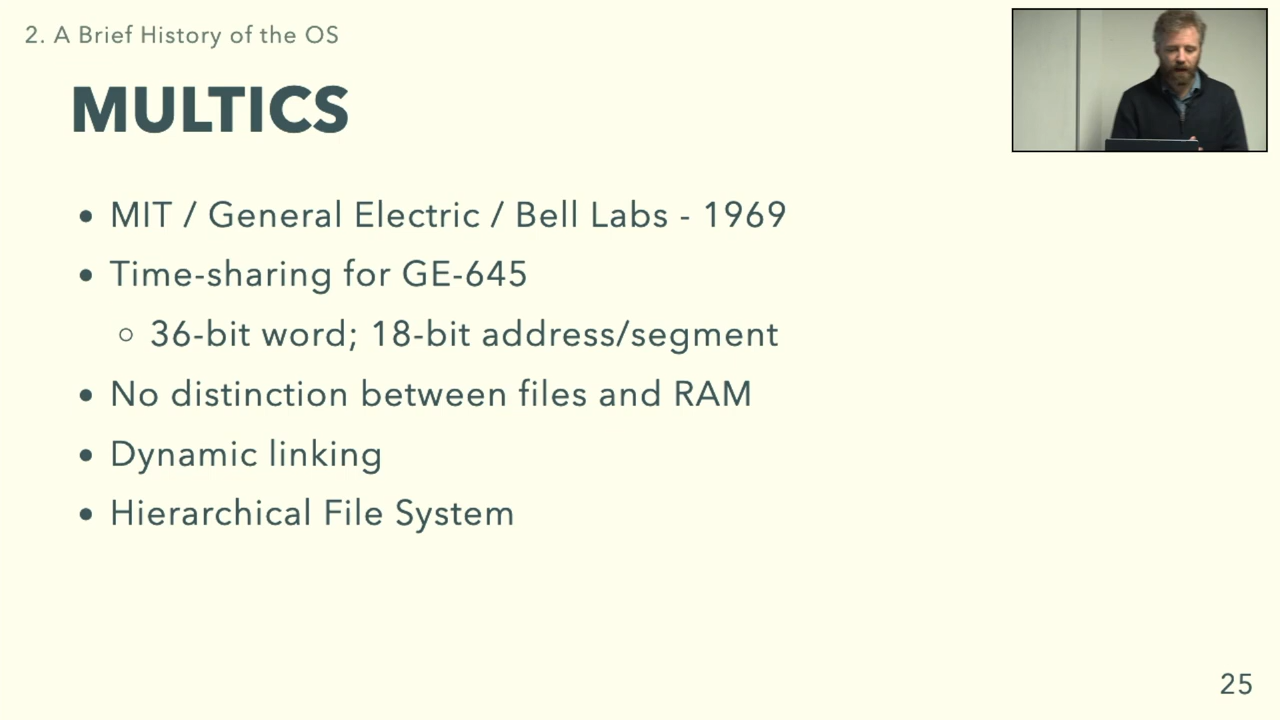 2. A Brief History of the OS
MULTICS
• MIT / General Electric / Bell Labs - 1969
• Time-sharing for GE-645
○ 36-bit word; 18-bit address/segment
• No distinction between files and RAM
• Dynamic linking
• Hierarchical File System
25